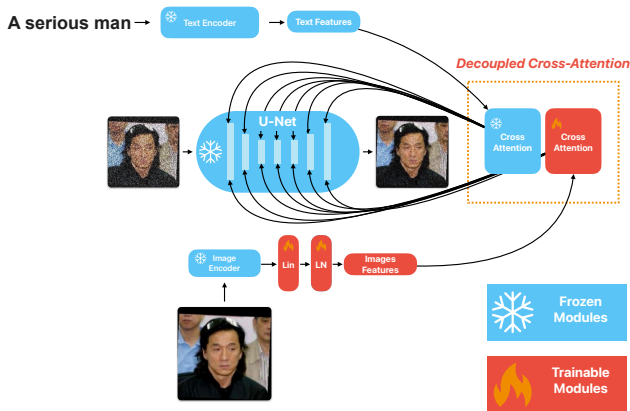 A serious man
Text Encoder
Text Features
Decoupled Cross-Attention
U-Net
Cross
Attention
Cross
Attention
Image
Encoder
Lin
LN
Images
Features
Frozen
Modules
Trainable
Modules